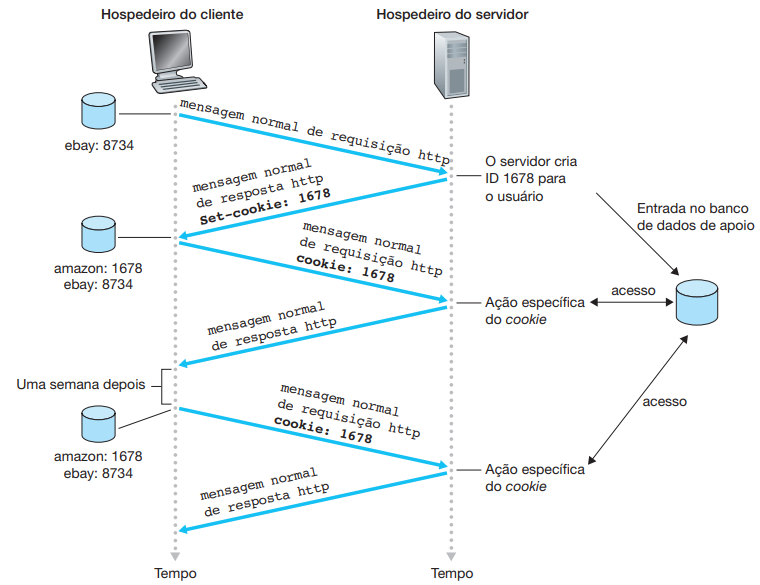 Hospedeiro do cliente
Hospedeiro do servidor
mensagem normal de requisição http
ebay: 8734
O servidor cria
ID 1678 para
o usuário
mensagem normal
de resposta http
Set-cookie: 1678
Entrada no banco
de dados de apoio
mensagem normal
de requisição http
cookie: 1678
amazon: 1678
ebay: 8734
acesso
Ação específica
do cookie
mensagem normal
de resposta http
Uma semana depois
mensagem normal
de requisição http
cookie: 1678
acesso
amazon: 1678
ebay: 8734
Ação específica
do cookie
mensagem normal
de resposta http
Tempo
Tempo